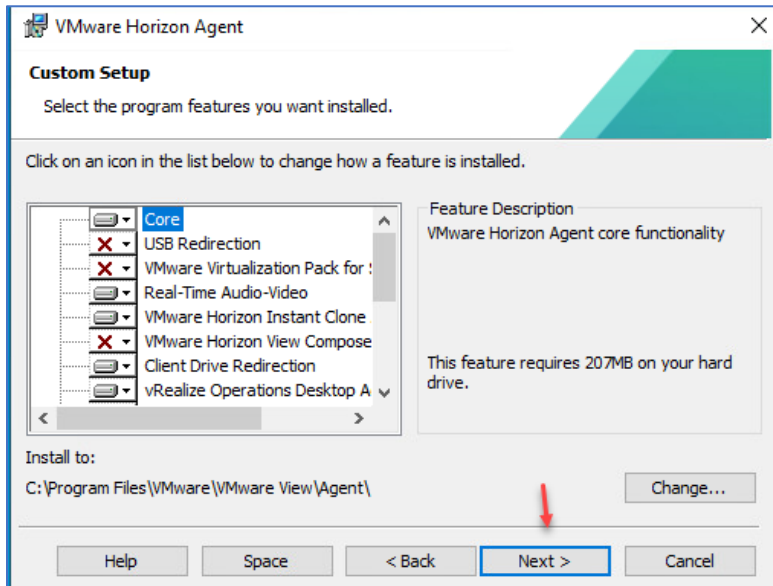 VMware Horizon Agent
Custom Setup
Select the program features you want installed.
Click on an icon in the list below to change how a feature is installed.
Core
USB Redirection
VMware Virtualization Pack for
Real-Time Audio-Video
VMware Horizon Instant Clone
VMware Horizon View Compose
Client Drive Redirection
vRealize Operations Desktop A
Feature Description
VMware Horizon Agent core functionality
This feature requires 207MB on your hard
drive.
Install to:
C:\Program Files\VMware\VMware View\Agent\
Change...
Help
Space
< Back
Next >
Cancel